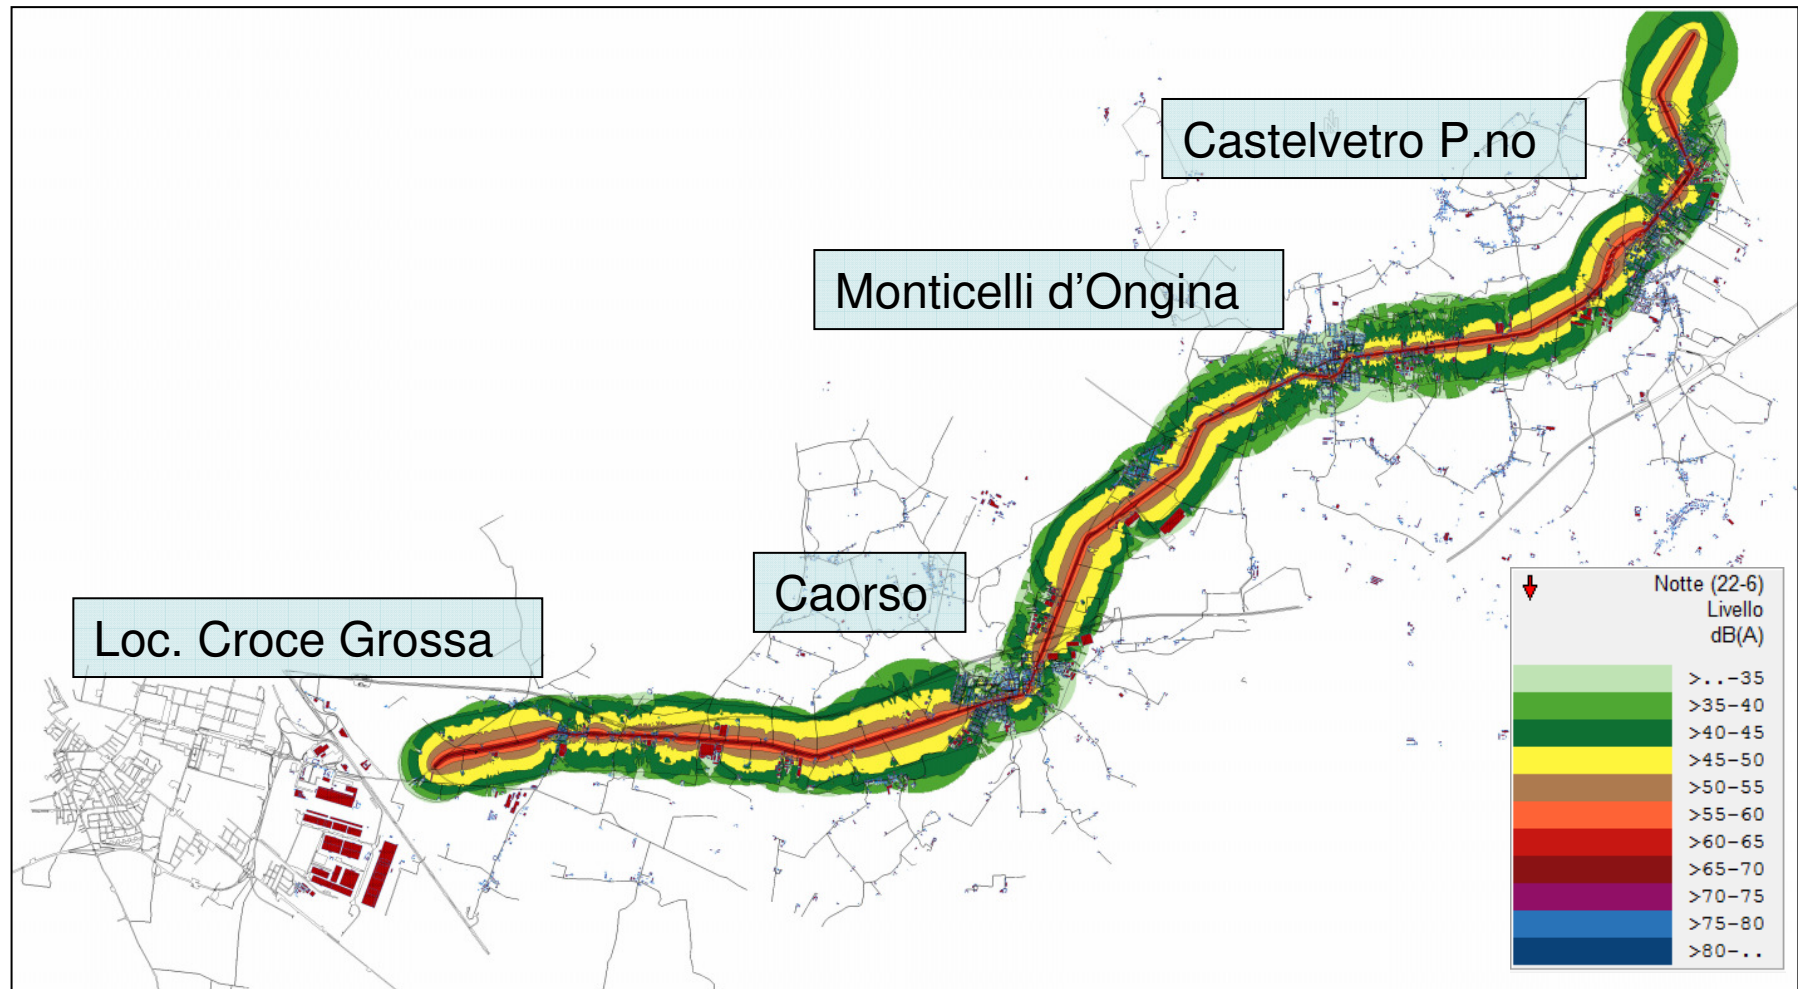 Castelvetro P.no
Monticelli d’Ongina
Caorso
Loc. Croce Grossa
Notte (22-6)
Livello
dB(A)
>..-35
>35-40
>40-45
>45-50
>50-55
>55-60
>60-65
>65-70
>70-75
>75-80
>80-..